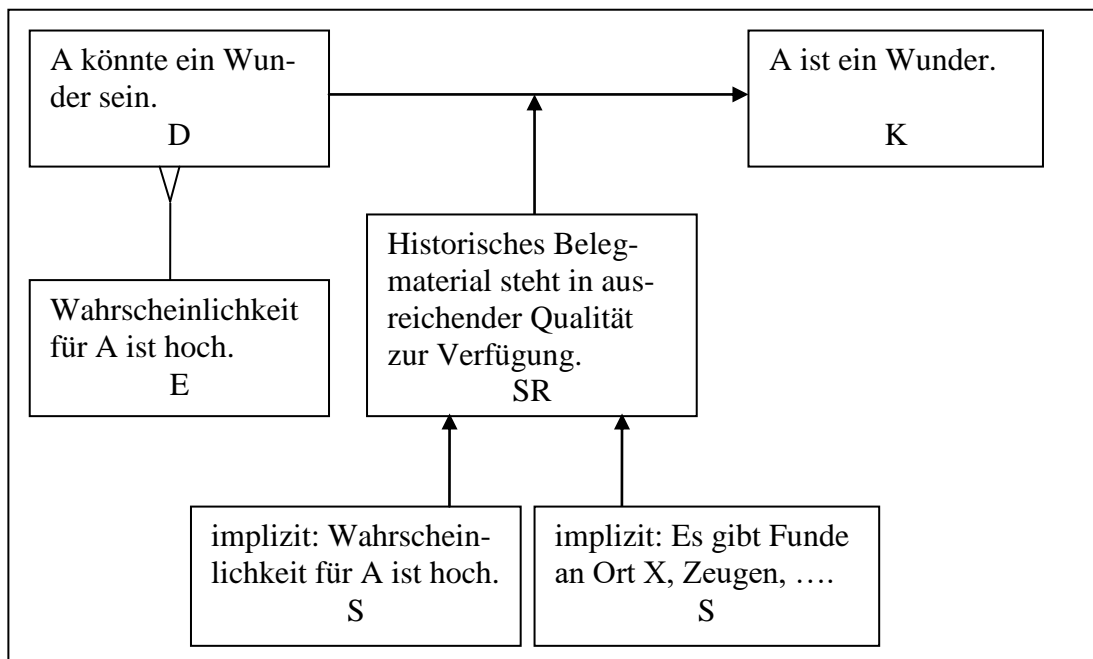 A könnte ein Wun-
der sein.
D
A ist ein Wunder.
K
Historisches Beleg-
material steht in aus-
reichender Qualität
zur Verfügung.
SR
Wahrscheinlichkeit
für A ist hoch.
E
implizit: Wahrschein-
lichkeit für A ist hoch.
S
implizit: Es gibt Funde
an Ort X, Zeugen, ….
S